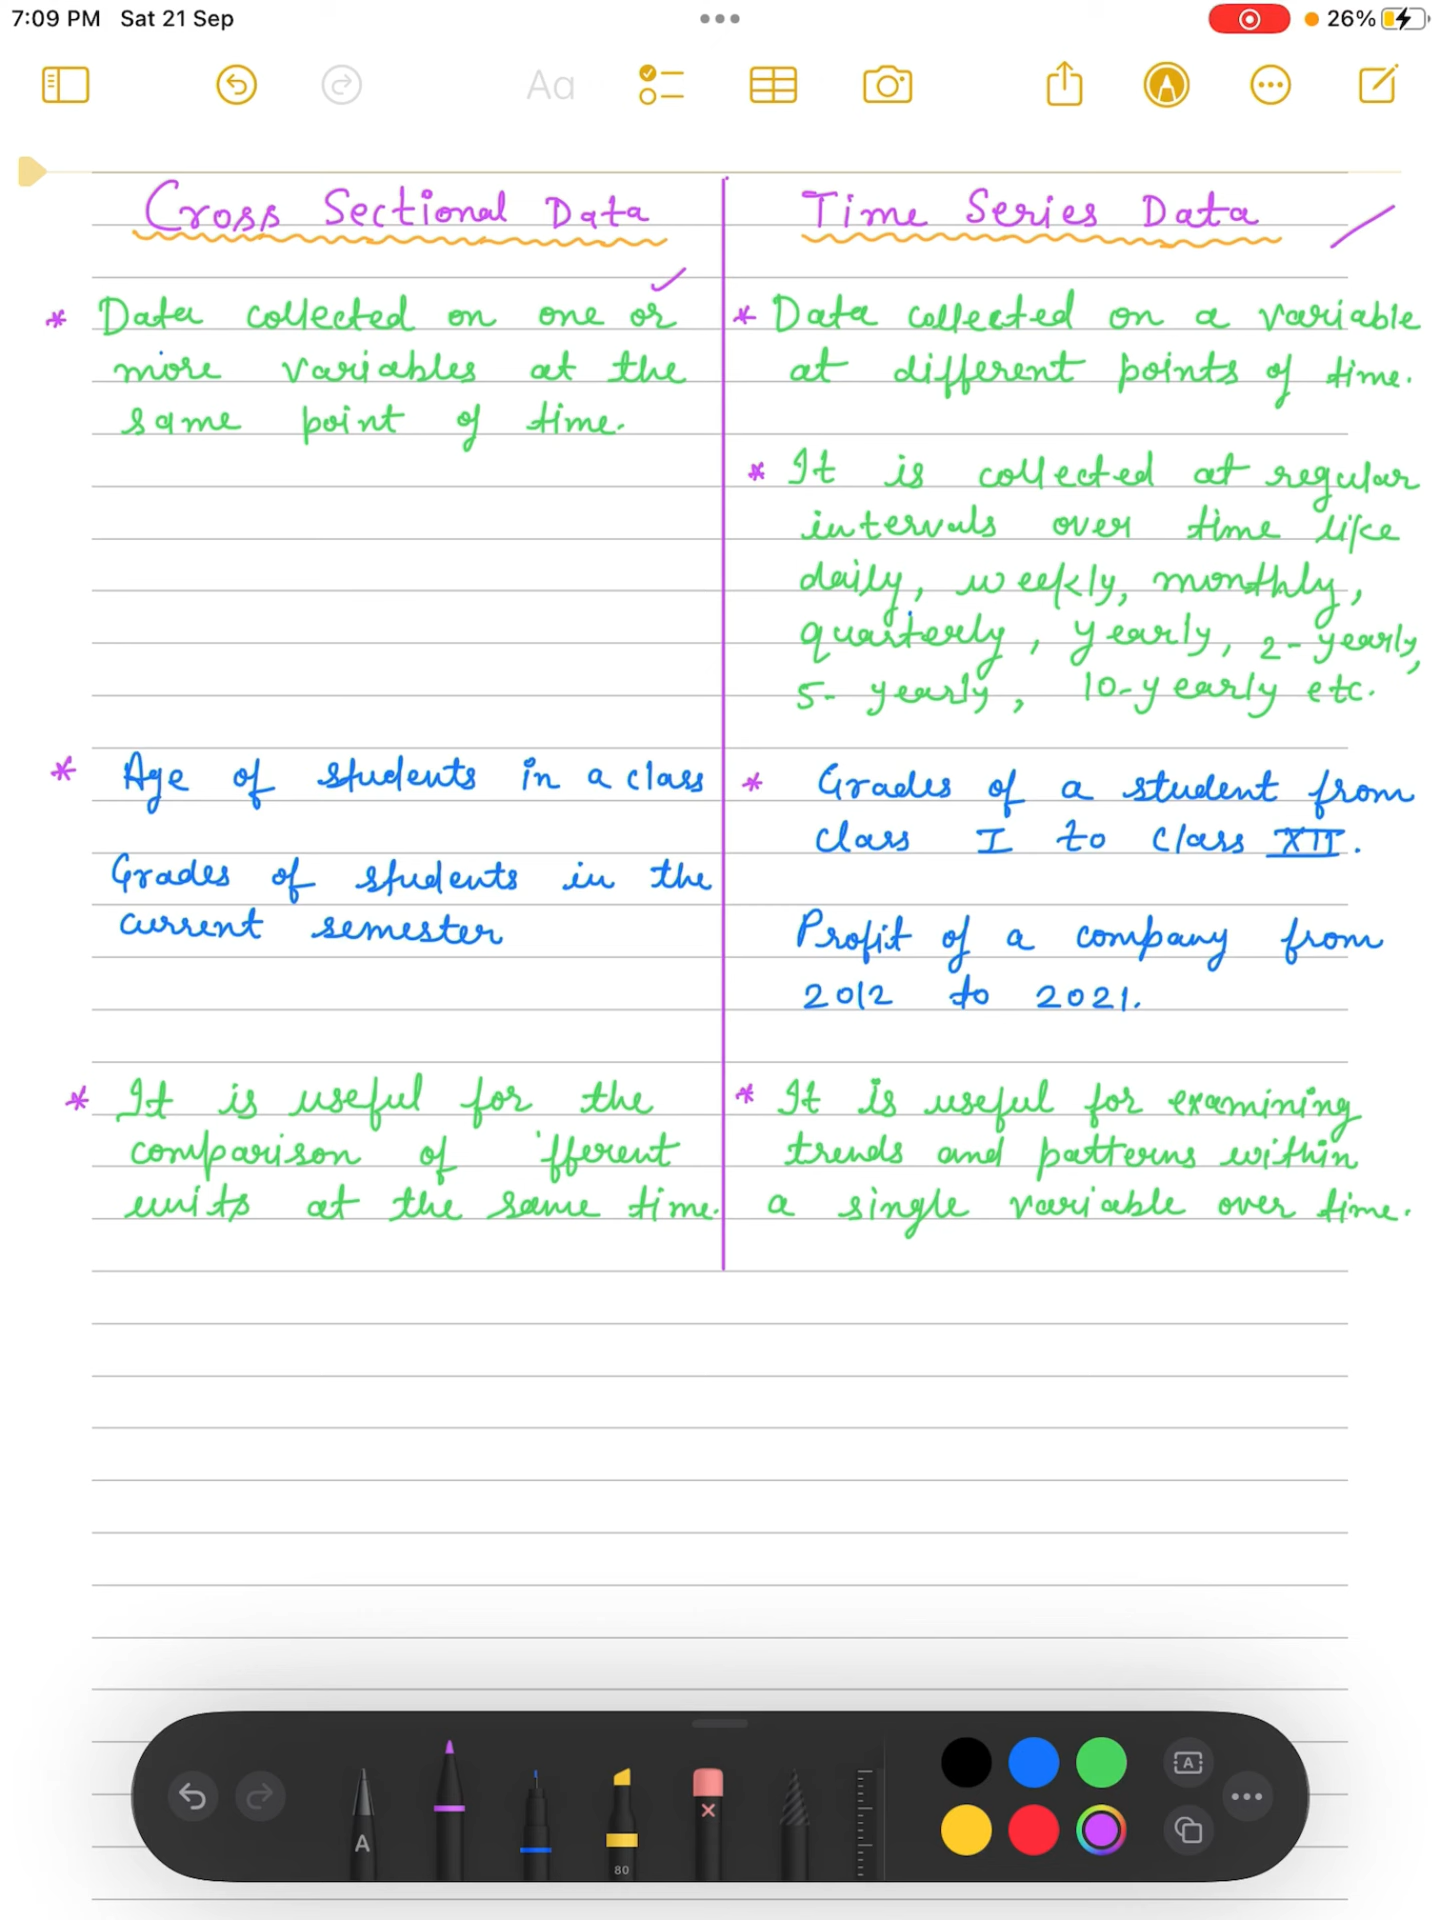 7:09 PM Sat 21 Sep
26%
Aa
Cross Sectional Data
* Data collected on one or
more variables at the
same point of time.
* Age of students in a class
Grades of students in the
current semester
* It is useful for the
comparison of fferent
units at the same time.
Time Series Data
* Data collected on a variable
at different points of time.
* It is collected at regular
intervals over time like
daily, weekly, monthly,
quarterly, yearly, 2-yearly,
5-yearly, 10-yearly etc.
* Grades of a student from
class I to class XII.
Profit of a company from
2012 to 2021.
* It is useful for examining
trends and patterns within
a single variable over time.
A
80
A